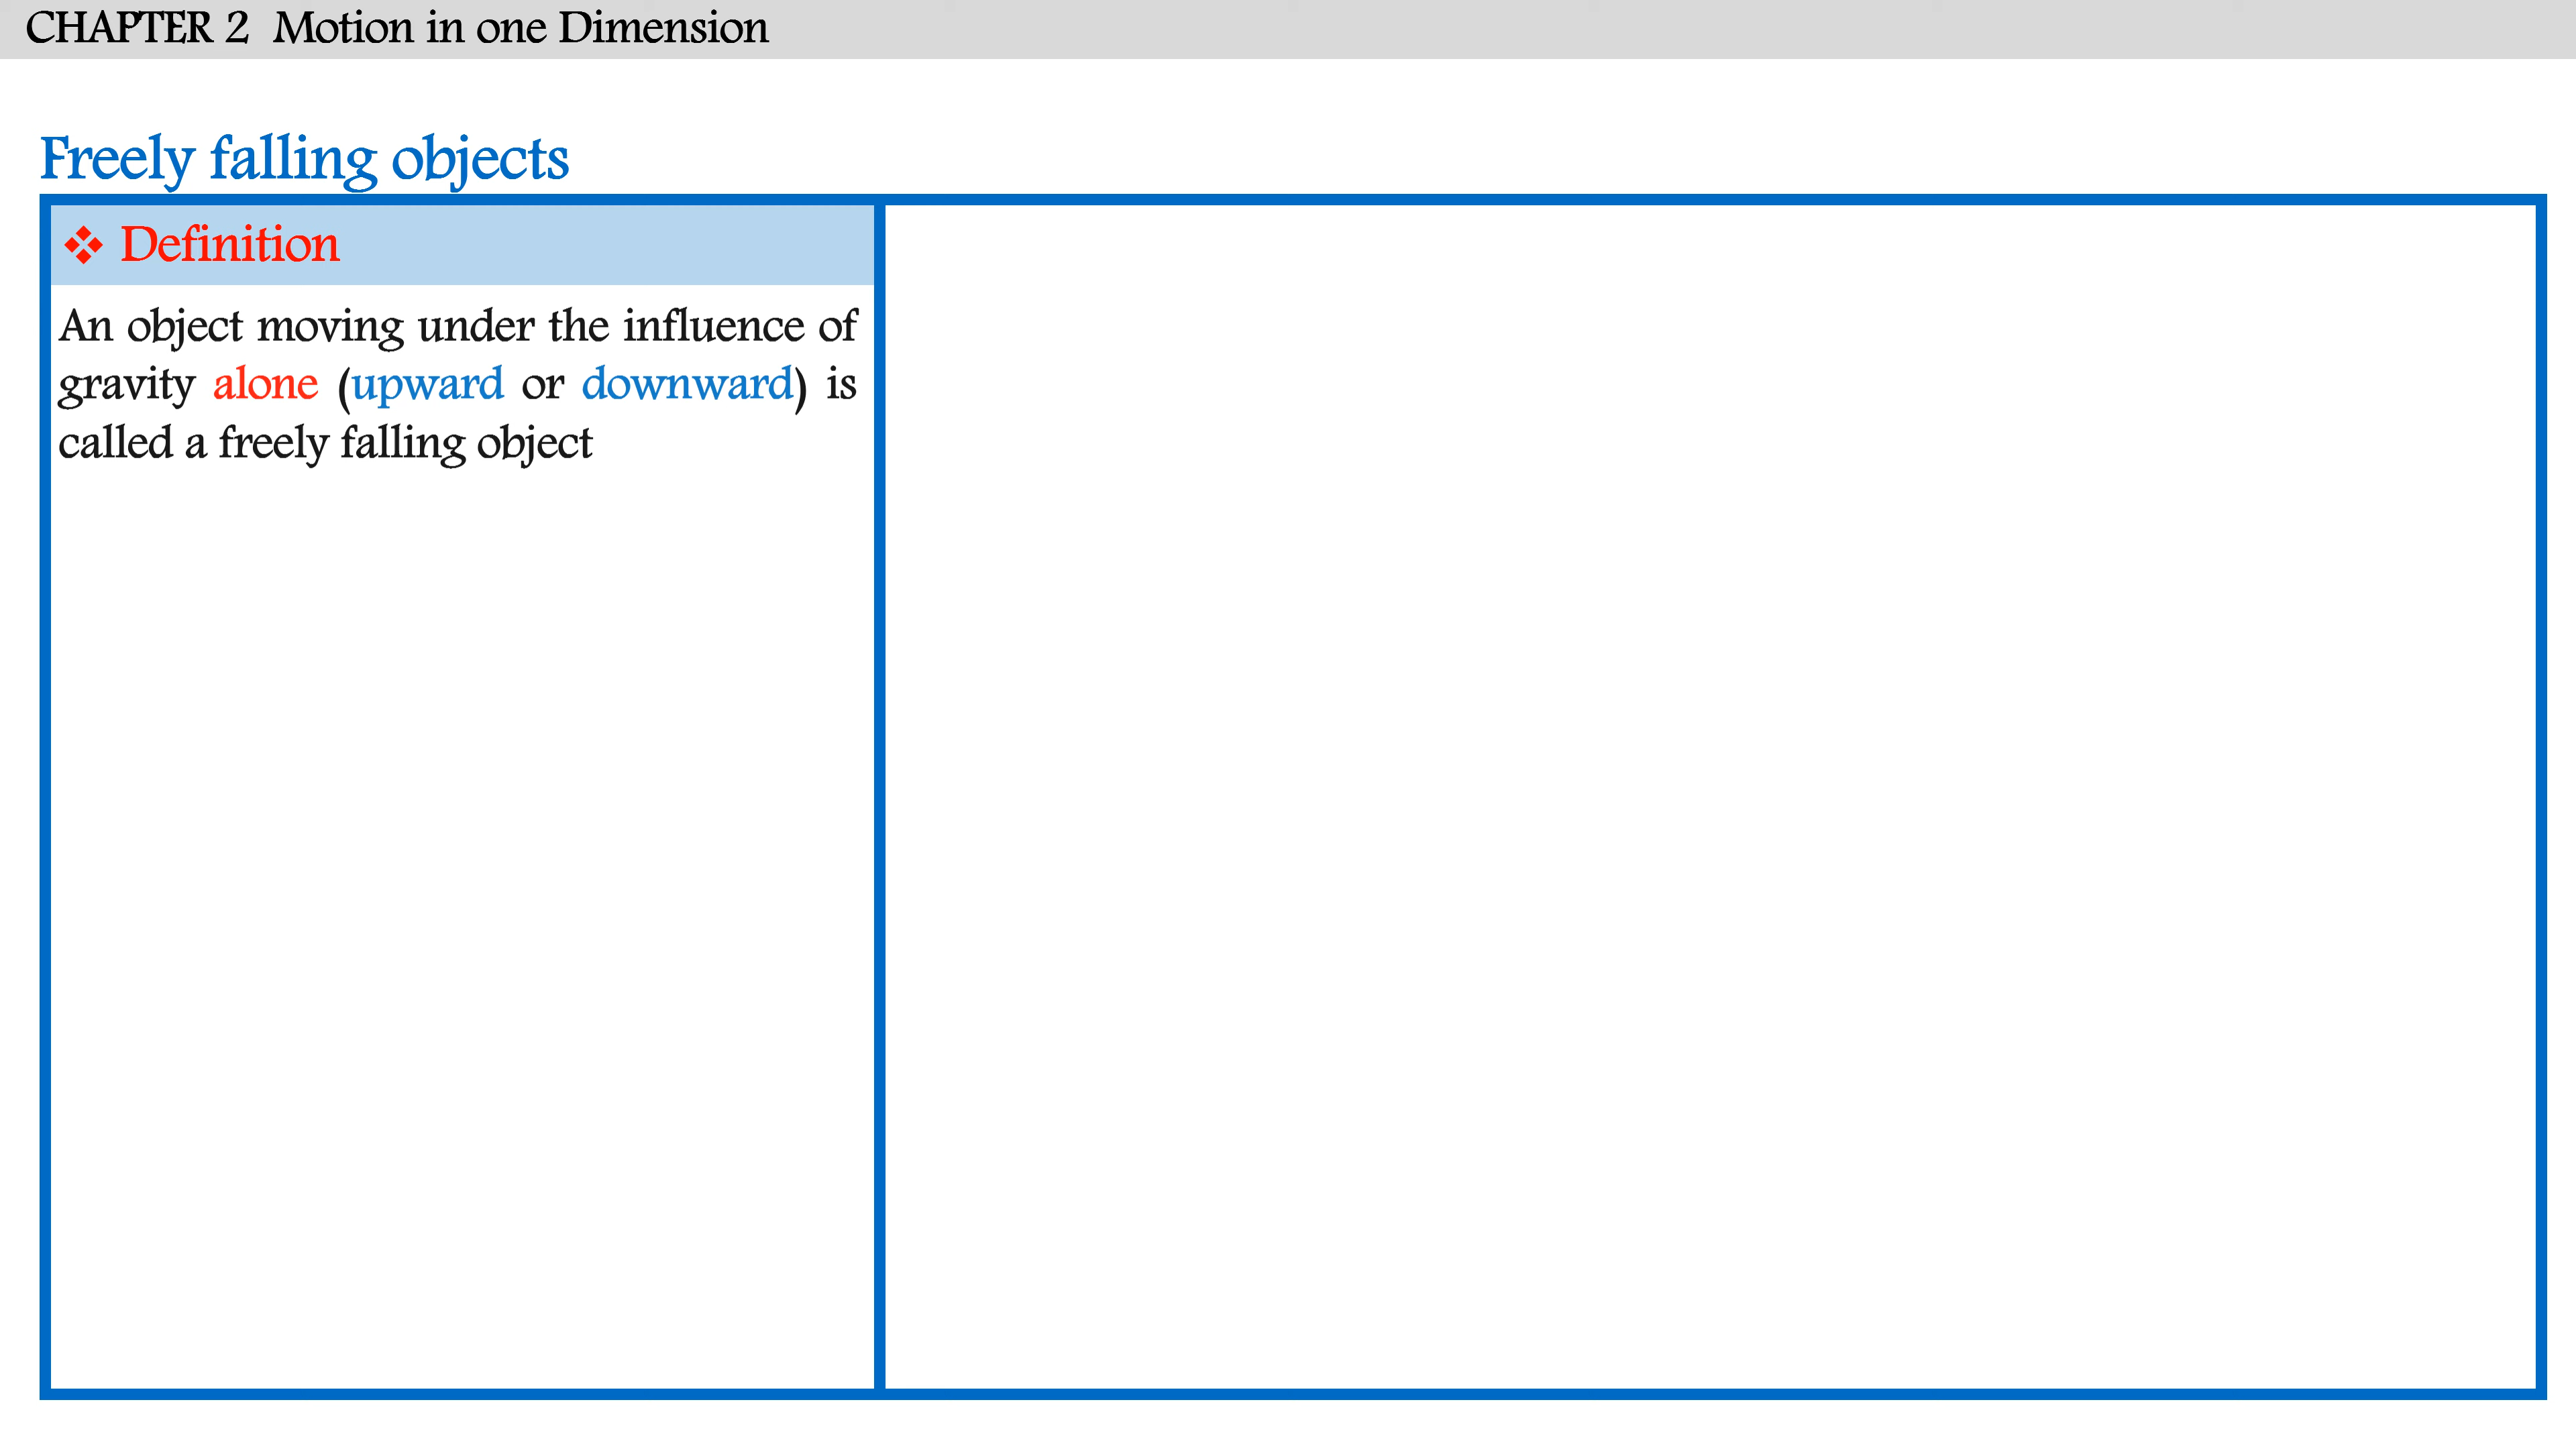 CHAPTER 2 Motion in one Dimension
Freely falling objects
❖ Definition
An object moving under the influence of
gravity alone (upward or downward) is
called a freely falling object